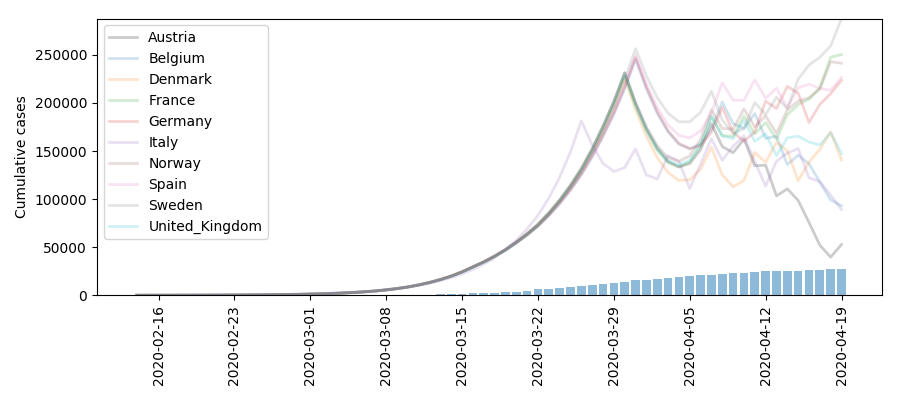 Cumulative cases
250000
200000
150000
100000
50000
0
Austria
Belgium
Denmark
France
Germany
Italy
Norway
Spain
Sweden
United_Kingdom
2020-02-16
2020-02-23
2020-03-01
2020-03-08
2020-03-15
2020-03-22
2020-03-29
2020-04-05
2020-04-12
2020-04-19